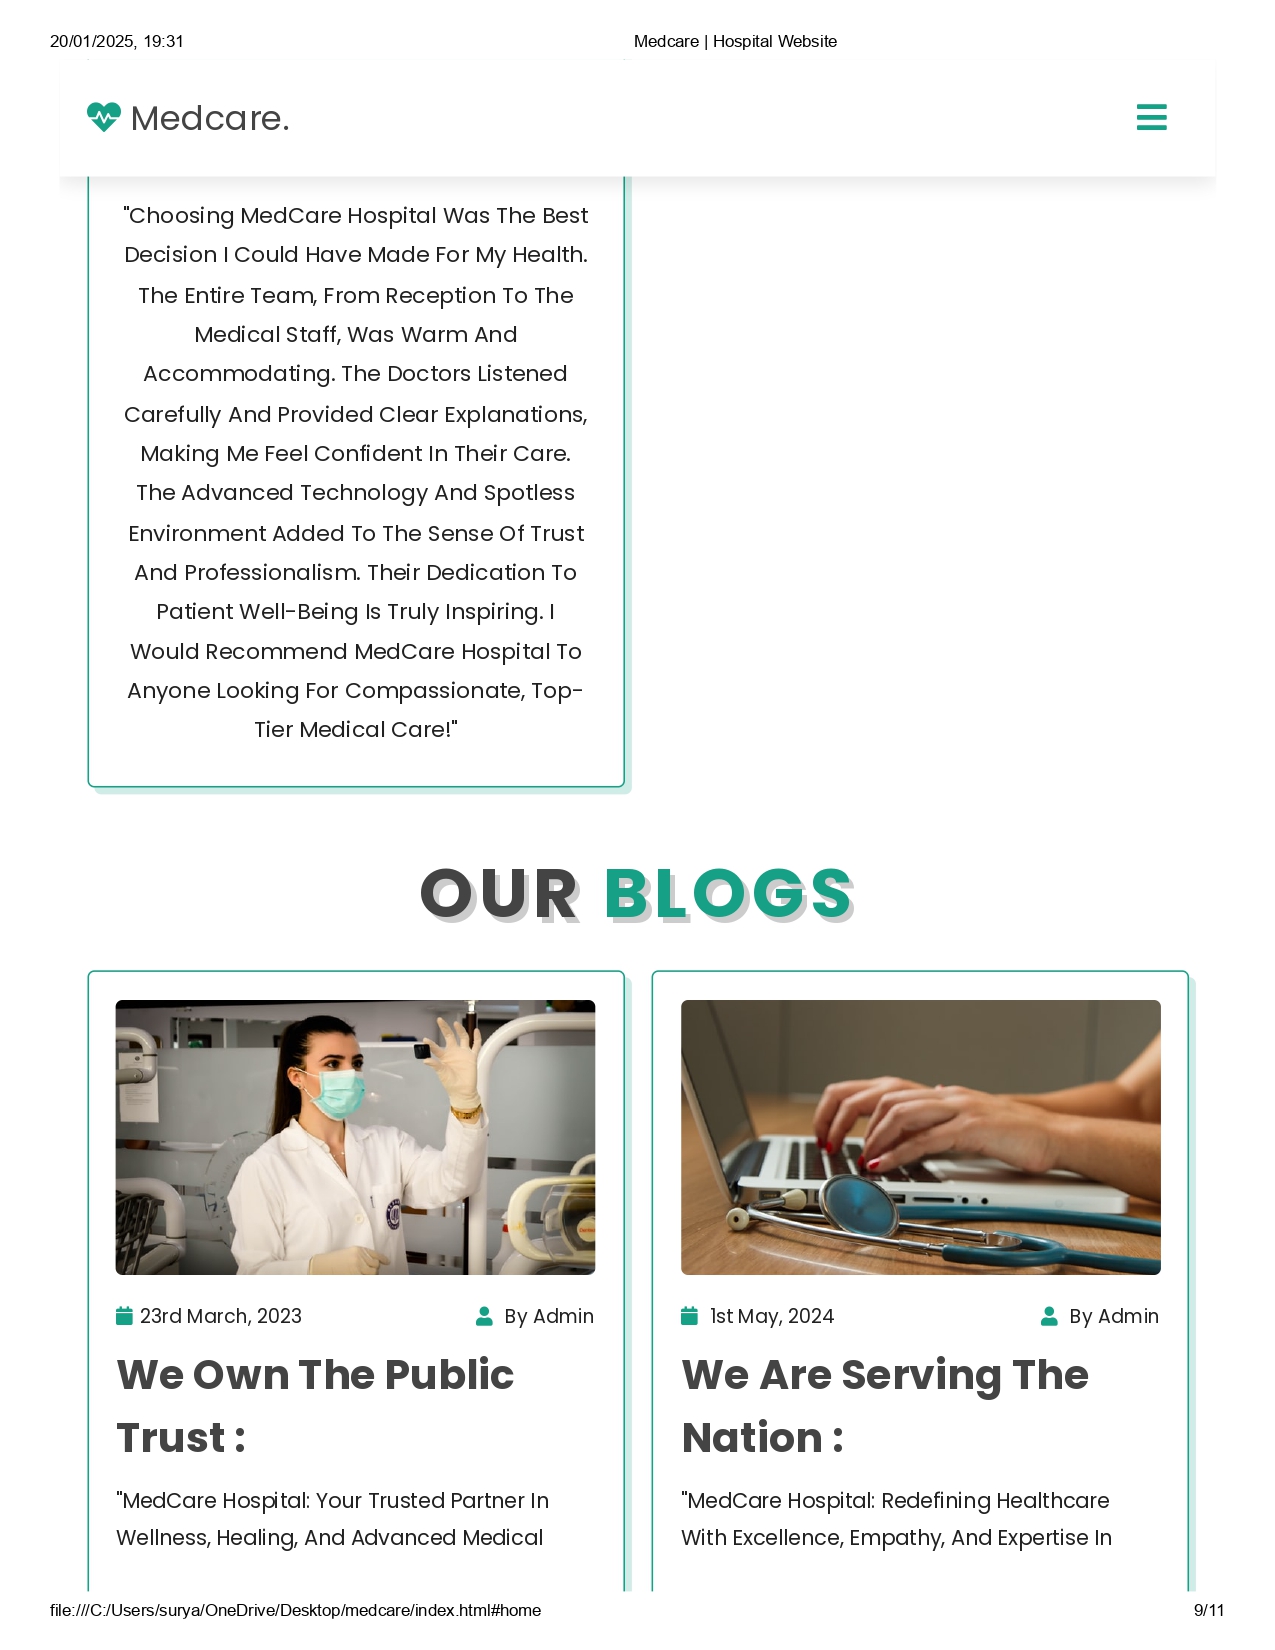 20/01/2025, 19:31 Medcare | Hospital Website
Medcare.
"Choosing MedCare Hospital Was The Best
Decision I Could Have Made For My Health.
The Entire Team, From Reception To The
Medical Staff, Was Warm And
Accommodating. The Doctors Listened
Carefully And Provided Clear Explanations,
Making Me Feel Confident In Their Care.
The Advanced Technology And Spotless
Environment Added To The Sense Of Trust
And Professionalism. Their Dedication To
Patient Well-Being Is Truly Inspiring. I
Would Recommend MedCare Hospital To
Anyone Looking For Compassionate, Top-
Tier Medical Care!"
OUR BLOGS
23rd March, 2023 By Admin
We Own The Public
Trust :
"MedCare Hospital: Your Trusted Partner In
Wellness, Healing, And Advanced Medical
1st May, 2024 By Admin
We Are Serving The
Nation :
"MedCare Hospital: Redefining Healthcare
With Excellence, Empathy, And Expertise In
file:///C:/Users/surya/OneDrive/Desktop/medcare/index.html#home 9/11